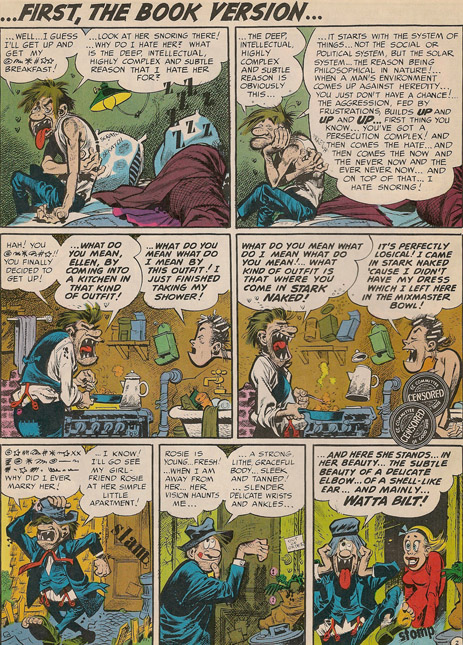 ...FIRST, THE BOOK VERSION...
...WELL...I GUESS
I'LL GET UP AND
GET MY
BREAKFAST!
...LOOK AT HER SNORING THERE!
...WHY DO I HATE HER? WHAT
IS THE DEEP, INTELLECTUAL,
HIGHLY COMPLEX AND SUBTLE
REASON THAT I HATE HER
FOR?
Z
Z
Z
Z
Z
Z
...THE DEEP,
INTELLECTUAL,
HIGHLY
COMPLEX
AND SUBTLE
REASON IS
OBVIOUSLY
THIS...
...IT STARTS WITH THE SYSTEM OF
THINGS...NOT THE SOCIAL OR
POLITICAL SYSTEM, BUT THE SOLAR
SYSTEM...THE REASON BEING
PHILOSOPHICAL IN NATURE!...
WHEN A MAN'S ENVIRONMENT
COMES UP AGAINST HEREDITY...
YOU JUST DON'T HAVE A CHANCE!
THE AGGRESSION, FED BY
FRUSTRATIONS, BUILDS UP AND
UP AND UP... FIRST THING YOU
KNOW...YOU'VE GOT A
PERSECUTION COMPLEX! AND
THEN COMES THE HATE...AND
THEN COMES THE NOW AND
THE NEVER NOW AND THE
EVER NEVER NOW... AND
ON TOP OF THAT... I
HATE SNORING!
HAH! YOU
YOU FINALLY
DECIDED TO
GET UP!
...WHAT DO
YOU MEAN,
ELLEN, BY
COMING INTO
A KITCHEN IN
THAT KIND
OF OUTFIT!
...WHAT DO YOU
MEAN WHAT
DO I MEAN BY
THIS OUTFIT! I
JUST FINISHED
TAKING MY
SHOWER!
WHAT DO YOU MEAN WHAT
DO I MEAN WHAT DO
YOU MEAN!... WHAT
KIND OF OUTFIT IS
THAT WHERE YOU
COME IN STARK
NAKED!
IT'S PERFECTLY
LOGICAL! I CAME
IN STARK NAKED
'CAUSE I DIDN'T
HAVE MY DRESS
WHICH I LEFT HERE
IN THE MIXMASTER
BOWL!
CENSORED
CENSORED
WHY DID I EVER
MARRY HER!
...I KNOW!
I'LL GO SEE
MY GIRL-
FRIEND ROSIE
AT HER SIMPLE
LITTLE
APARTMENT!
slam
ROSIE IS
YOUNG...FRESH!
...WHEN I AM
AWAY FROM
HER... HER
VISION HAUNTS
ME...
...A STRONG,
LITHE, GRACEFUL
BODY... SLEEK
AND TANNED!
... SLENDER
DELICATE WRISTS
AND ANKLES...
...AND HERE SHE STANDS...IN
HER BEAUTY... THE SUBTLE
BEAUTY OF A DELICATE
ELBOW...OF A SHELL-LIKE
EAR... AND MAINLY...
WATTA BILT!
stomp
2